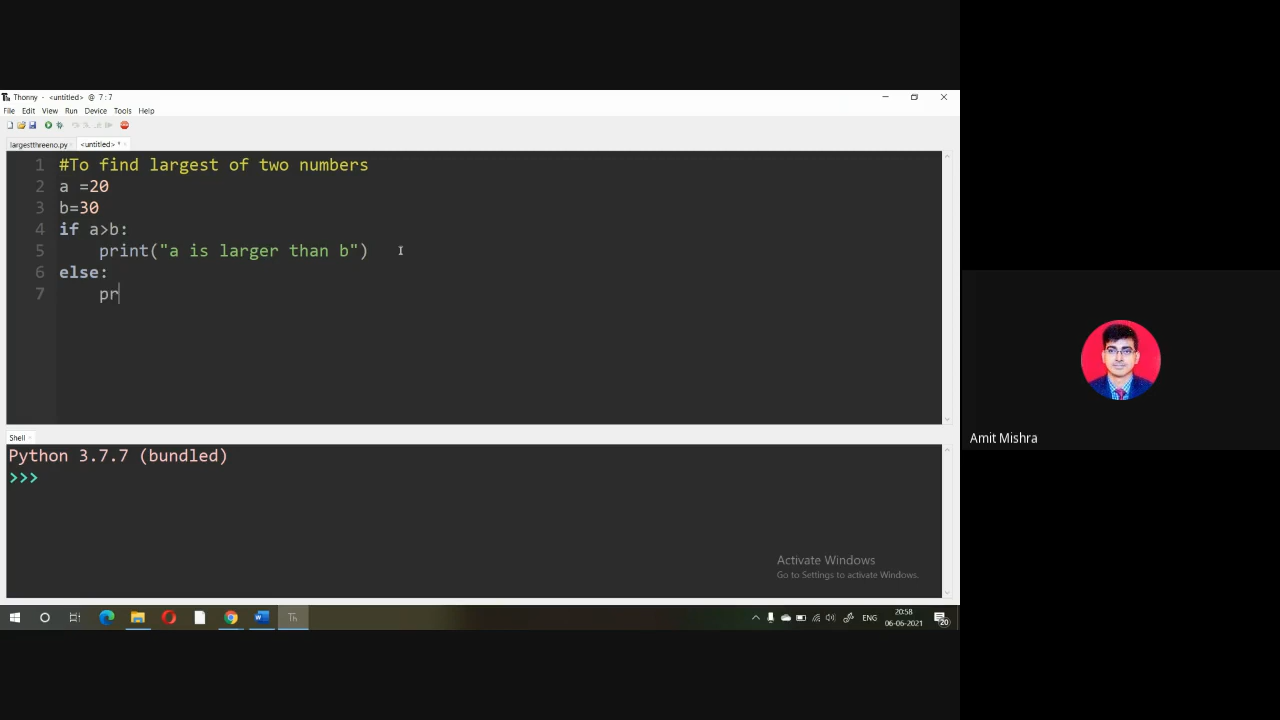 Thonny - <untitled> @ 7:7
File Edit View Run Device Tools Help
largestthreeno.py
<untitled> *
1 #To find largest of two numbers
2 a =20
3 b=30
4 if a>b:
5     print("a is larger than b")
6 else:
7     pr
Shell
Python 3.7.7 (bundled)
>>>
Activate Windows
Go to Settings to activate Windows.
Th
ENG
20:58
06-06-2021
20
Amit Mishra